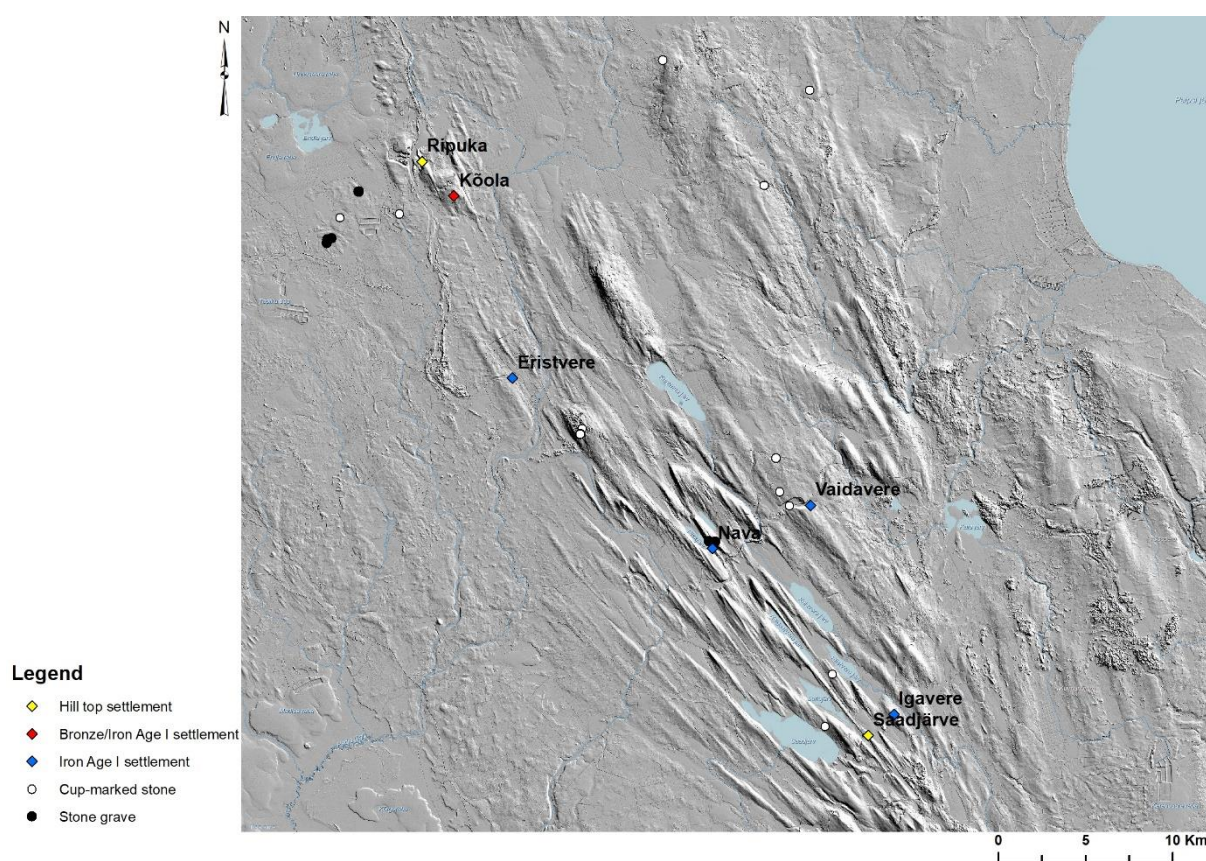 N
Ripuka
Kõola
Eristvere
Vaidavere
Nava
Igavere
Saadjärve
Legend
Hill top settlement
Bronze/Iron Age I settlement
Iron Age I settlement
Cup-marked stone
Stone grave
0 5 10 Km